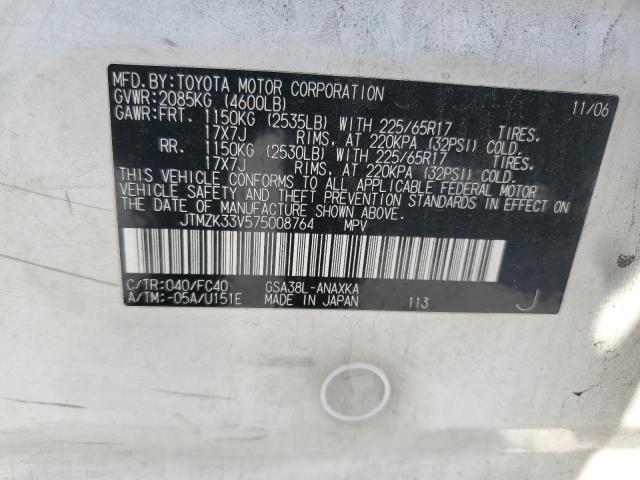 MFD.BY:TOYOTA MOTOR CORPORATION 11/06
GVWR:2085KG (4600LB)
GAWR:FRT. 1150KG (2535LB) WITH 225/65R17 TIRES,
17X7J RIMS, AT 220KPA (32PSI) COLD.
RR. 1150KG (2530LB) WITH 225/65R17 TIRES,
17X7J RIMS, AT 220KPA (32PSI) COLD.
THIS VEHICLE CONFORMS TO ALL APPLICABLE FEDERAL MOTOR
VEHICLE SAFETY AND THEFT PREVENTION STANDARDS IN EFFECT ON
THE DATE OF MANUFACTURE SHOWN ABOVE.
JTMZK33V575008764 MPV
C/TR:040/FC40 GSA38L-ANAXKA
A/TM:-05A/U151E MADE IN JAPAN 113 J